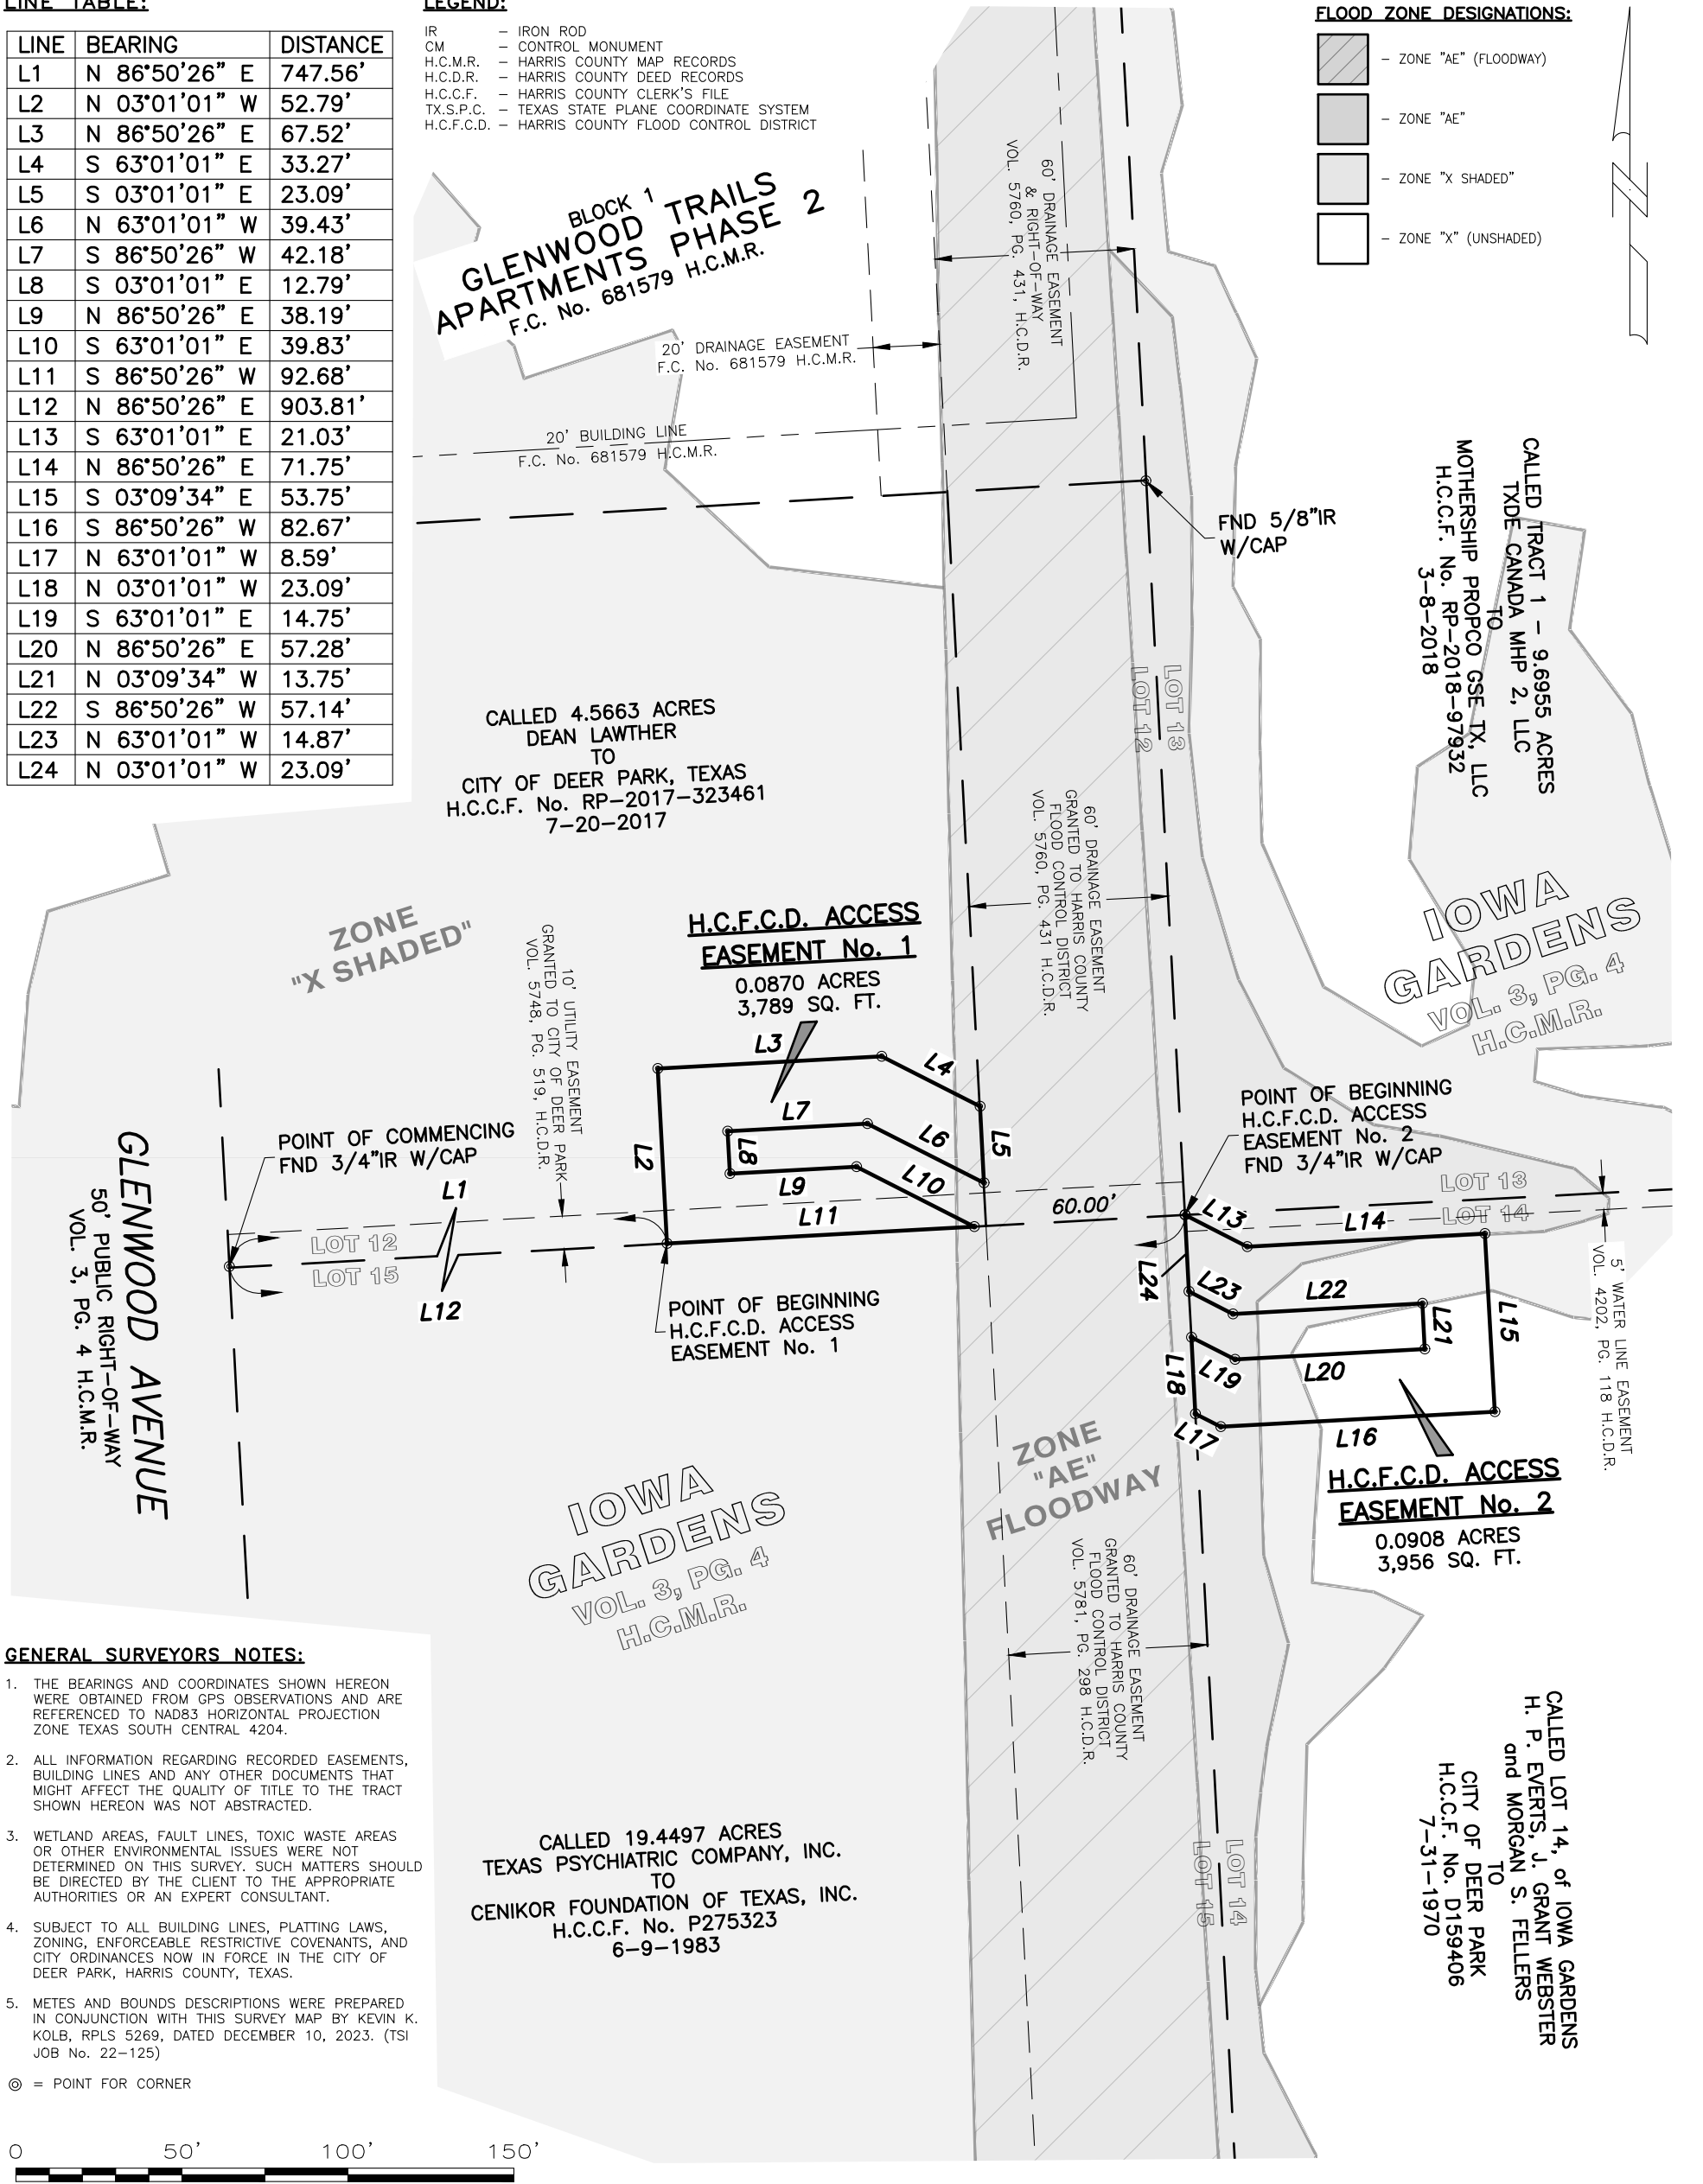 LINE TABLE:
LINE BEARING DISTANCE
L1 N 86°50'26" E 747.56'
L2 N 03°01'01" W 52.79'
L3 N 86°50'26" E 67.52'
L4 S 63°01'01" E 33.27'
L5 S 03°01'01" E 23.09'
L6 N 63°01'01" W 39.43'
L7 S 86°50'26" W 42.18'
L8 S 03°01'01" E 12.79'
L9 N 86°50'26" E 38.19'
L10 S 63°01'01" E 39.83'
L11 S 86°50'26" W 92.68'
L12 N 86°50'26" E 903.81'
L13 S 63°01'01" E 21.03'
L14 N 86°50'26" E 71.75'
L15 S 03°09'34" E 53.75'
L16 S 86°50'26" W 82.67'
L17 N 63°01'01" W 8.59'
L18 N 03°01'01" W 23.09'
L19 S 63°01'01" E 14.75'
L20 N 86°50'26" E 57.28'
L21 N 03°09'34" W 13.75'
L22 S 86°50'26" W 57.14'
L23 N 63°01'01" W 14.87'
L24 N 03°01'01" W 23.09'
LEGEND:
IR – IRON ROD
CM – CONTROL MONUMENT
H.C.M.R. – HARRIS COUNTY MAP RECORDS
H.C.D.R. – HARRIS COUNTY DEED RECORDS
H.C.C.F. – HARRIS COUNTY CLERK'S FILE
TX.S.P.C. – TEXAS STATE PLANE COORDINATE SYSTEM
H.C.F.C.D. – HARRIS COUNTY FLOOD CONTROL DISTRICT
FLOOD ZONE DESIGNATIONS:
– ZONE "AE" (FLOODWAY)
– ZONE "AE"
– ZONE "X SHADED"
– ZONE "X" (UNSHADED)
BLOCK 1
GLENWOOD TRAILS
APARTMENTS PHASE 2
F.C. No. 681579 H.C.M.R.
60' DRAINAGE EASEMENT
& RIGHT-OF-WAY
VOL. 5760, PG. 431, H.C.D.R.
20' DRAINAGE EASEMENT
F.C. No. 681579 H.C.M.R.
20' BUILDING LINE
F.C. No. 681579 H.C.M.R.
FND 5/8"IR
W/CAP
CALLED TRACT 1 – 9.6955 ACRES
TXDE CANADA MHP 2, LLC
TO
MOTHERSHIP PROPCO GSE TX, LLC
H.C.C.F. No. RP-2018-97932
3-8-2018
LOT 13
LOT 12
CALLED 4.5663 ACRES
DEAN LAWTHER
TO
CITY OF DEER PARK, TEXAS
H.C.C.F. No. RP-2017-323461
7-20-2017
60' DRAINAGE EASEMENT
GRANTED TO HARRIS COUNTY
FLOOD CONTROL DISTRICT
VOL. 5760, PG. 431 H.C.D.R.
ZONE
"X SHADED"
H.C.F.C.D. ACCESS
EASEMENT No. 1
0.0870 ACRES
3,789 SQ. FT.
IOWA
GARDENS
VOL. 3, PG. 4
H.C.M.R.
10' UTILITY EASEMENT
GRANTED TO CITY OF DEER PARK
VOL. 5748, PG. 519, H.C.D.R.
L3
L4
L7
L6
L5
L2
L8
L9
L10
L11
60.00'
POINT OF COMMENCING
FND 3/4"IR W/CAP
L1
LOT 12
LOT 15
L12
POINT OF BEGINNING
H.C.F.C.D. ACCESS
EASEMENT No. 1
POINT OF BEGINNING
H.C.F.C.D. ACCESS
EASEMENT No. 2
FND 3/4"IR W/CAP
LOT 13
LOT 14
L13
L14
L24
L23
L22
L21
L15
L18
L19
L20
L17
L16
5' WATER LINE EASEMENT
VOL. 4202, PG. 118 H.C.D.R.
GLENWOOD AVENUE
50' PUBLIC RIGHT-OF-WAY
VOL. 3, PG. 4 H.C.M.R.
ZONE
"AE"
FLOODWAY
H.C.F.C.D. ACCESS
EASEMENT No. 2
0.0908 ACRES
3,956 SQ. FT.
IOWA
GARDENS
VOL. 3, PG. 4
H.C.M.R.
60' DRAINAGE EASEMENT
GRANTED TO HARRIS COUNTY
FLOOD CONTROL DISTRICT
VOL. 5781, PG. 298 H.C.D.R.
GENERAL SURVEYORS NOTES:
1. THE BEARINGS AND COORDINATES SHOWN HEREON
WERE OBTAINED FROM GPS OBSERVATIONS AND ARE
REFERENCED TO NAD83 HORIZONTAL PROJECTION
ZONE TEXAS SOUTH CENTRAL 4204.
2. ALL INFORMATION REGARDING RECORDED EASEMENTS,
BUILDING LINES AND ANY OTHER DOCUMENTS THAT
MIGHT AFFECT THE QUALITY OF TITLE TO THE TRACT
SHOWN HEREON WAS NOT ABSTRACTED.
3. WETLAND AREAS, FAULT LINES, TOXIC WASTE AREAS
OR OTHER ENVIRONMENTAL ISSUES WERE NOT
DETERMINED ON THIS SURVEY. SUCH MATTERS SHOULD
BE DIRECTED BY THE CLIENT TO THE APPROPRIATE
AUTHORITIES OR AN EXPERT CONSULTANT.
4. SUBJECT TO ALL BUILDING LINES, PLATTING LAWS,
ZONING, ENFORCEABLE RESTRICTIVE COVENANTS, AND
CITY ORDINANCES NOW IN FORCE IN THE CITY OF
DEER PARK, HARRIS COUNTY, TEXAS.
5. METES AND BOUNDS DESCRIPTIONS WERE PREPARED
IN CONJUNCTION WITH THIS SURVEY MAP BY KEVIN K.
KOLB, RPLS 5269, DATED DECEMBER 10, 2023. (TSI
JOB No. 22-125)
◎ = POINT FOR CORNER
CALLED 19.4497 ACRES
TEXAS PSYCHIATRIC COMPANY, INC.
TO
CENIKOR FOUNDATION OF TEXAS, INC.
H.C.C.F. No. P275323
6-9-1983
LOT 14
LOT 15
CALLED LOT 14, of IOWA GARDENS
H. P. EVERTS, J. GRANT WEBSTER
and MORGAN S. FELLERS
TO
CITY OF DEER PARK
H.C.C.F. No. D159406
7-31-1970
0 50' 100' 150'